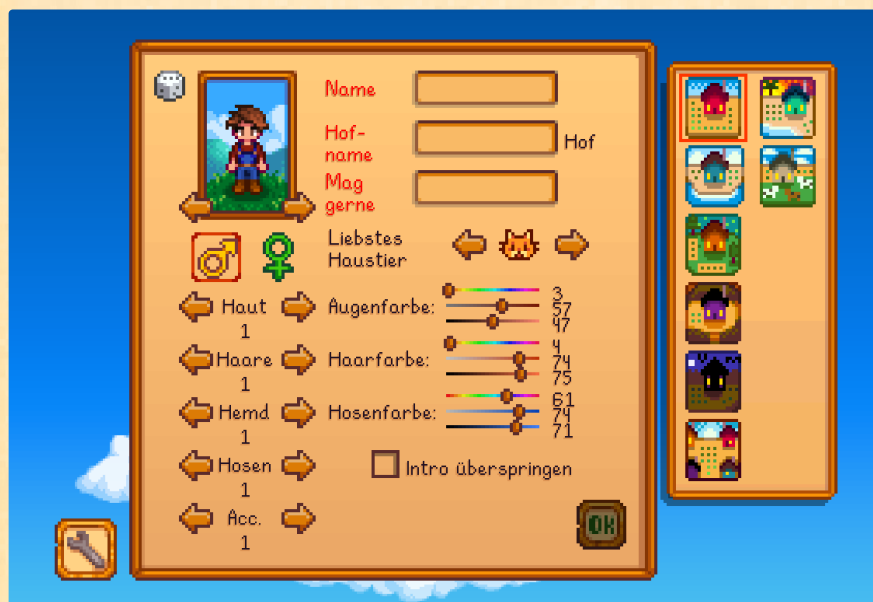 Name
Hof-
name
Hof
Mag
gerne
Liebstes
Haustier
Haut
1
Augenfarbe:
3
57
47
Haare
1
Haarfarbe:
4
74
75
Hemd
1
Hosenfarbe:
61
74
71
Hosen
1
Intro überspringen
Acc.
1
OK